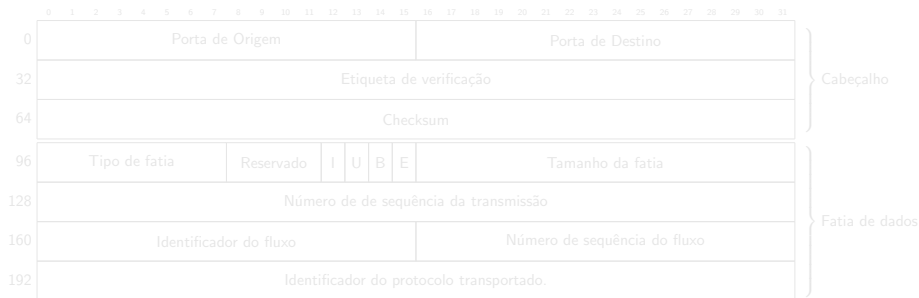 0 1 2 3 4 5 6 7 8 9 10 11 12 13 14 15 16 17 18 19 20 21 22 23 24 25 26 27 28 29 30 31
0 Porta de Origem Porta de Destino
32 Etiqueta de verificação Cabeçalho
64 Checksum
96 Tipo de fatia Reservado I U B E Tamanho da fatia
128 Número de de sequência da transmissão
Fatia de dados
160 Identificador do fluxo Número de sequência do fluxo
192 Identificador do protocolo transportado.